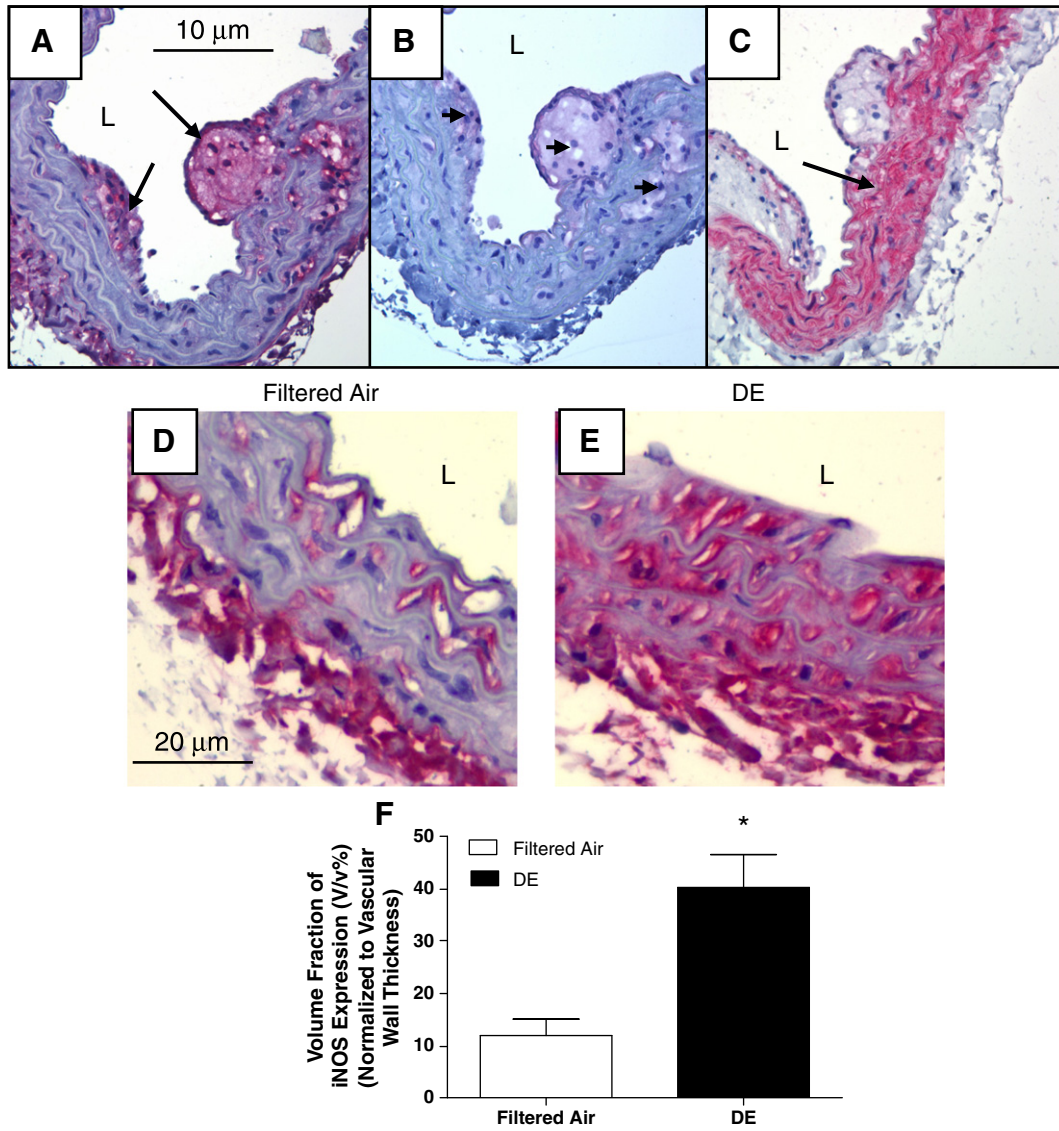 A
10 μm
L
B
L
C
L
Filtered Air
DE
D
L
20 μm
E
L
F
*
50
40
30
20
10
0
Volume Fraction of
iNOS Expression (V/v%)
(Normalized to Vascular
Wall Thickness)
Filtered Air
DE
Filtered Air
DE